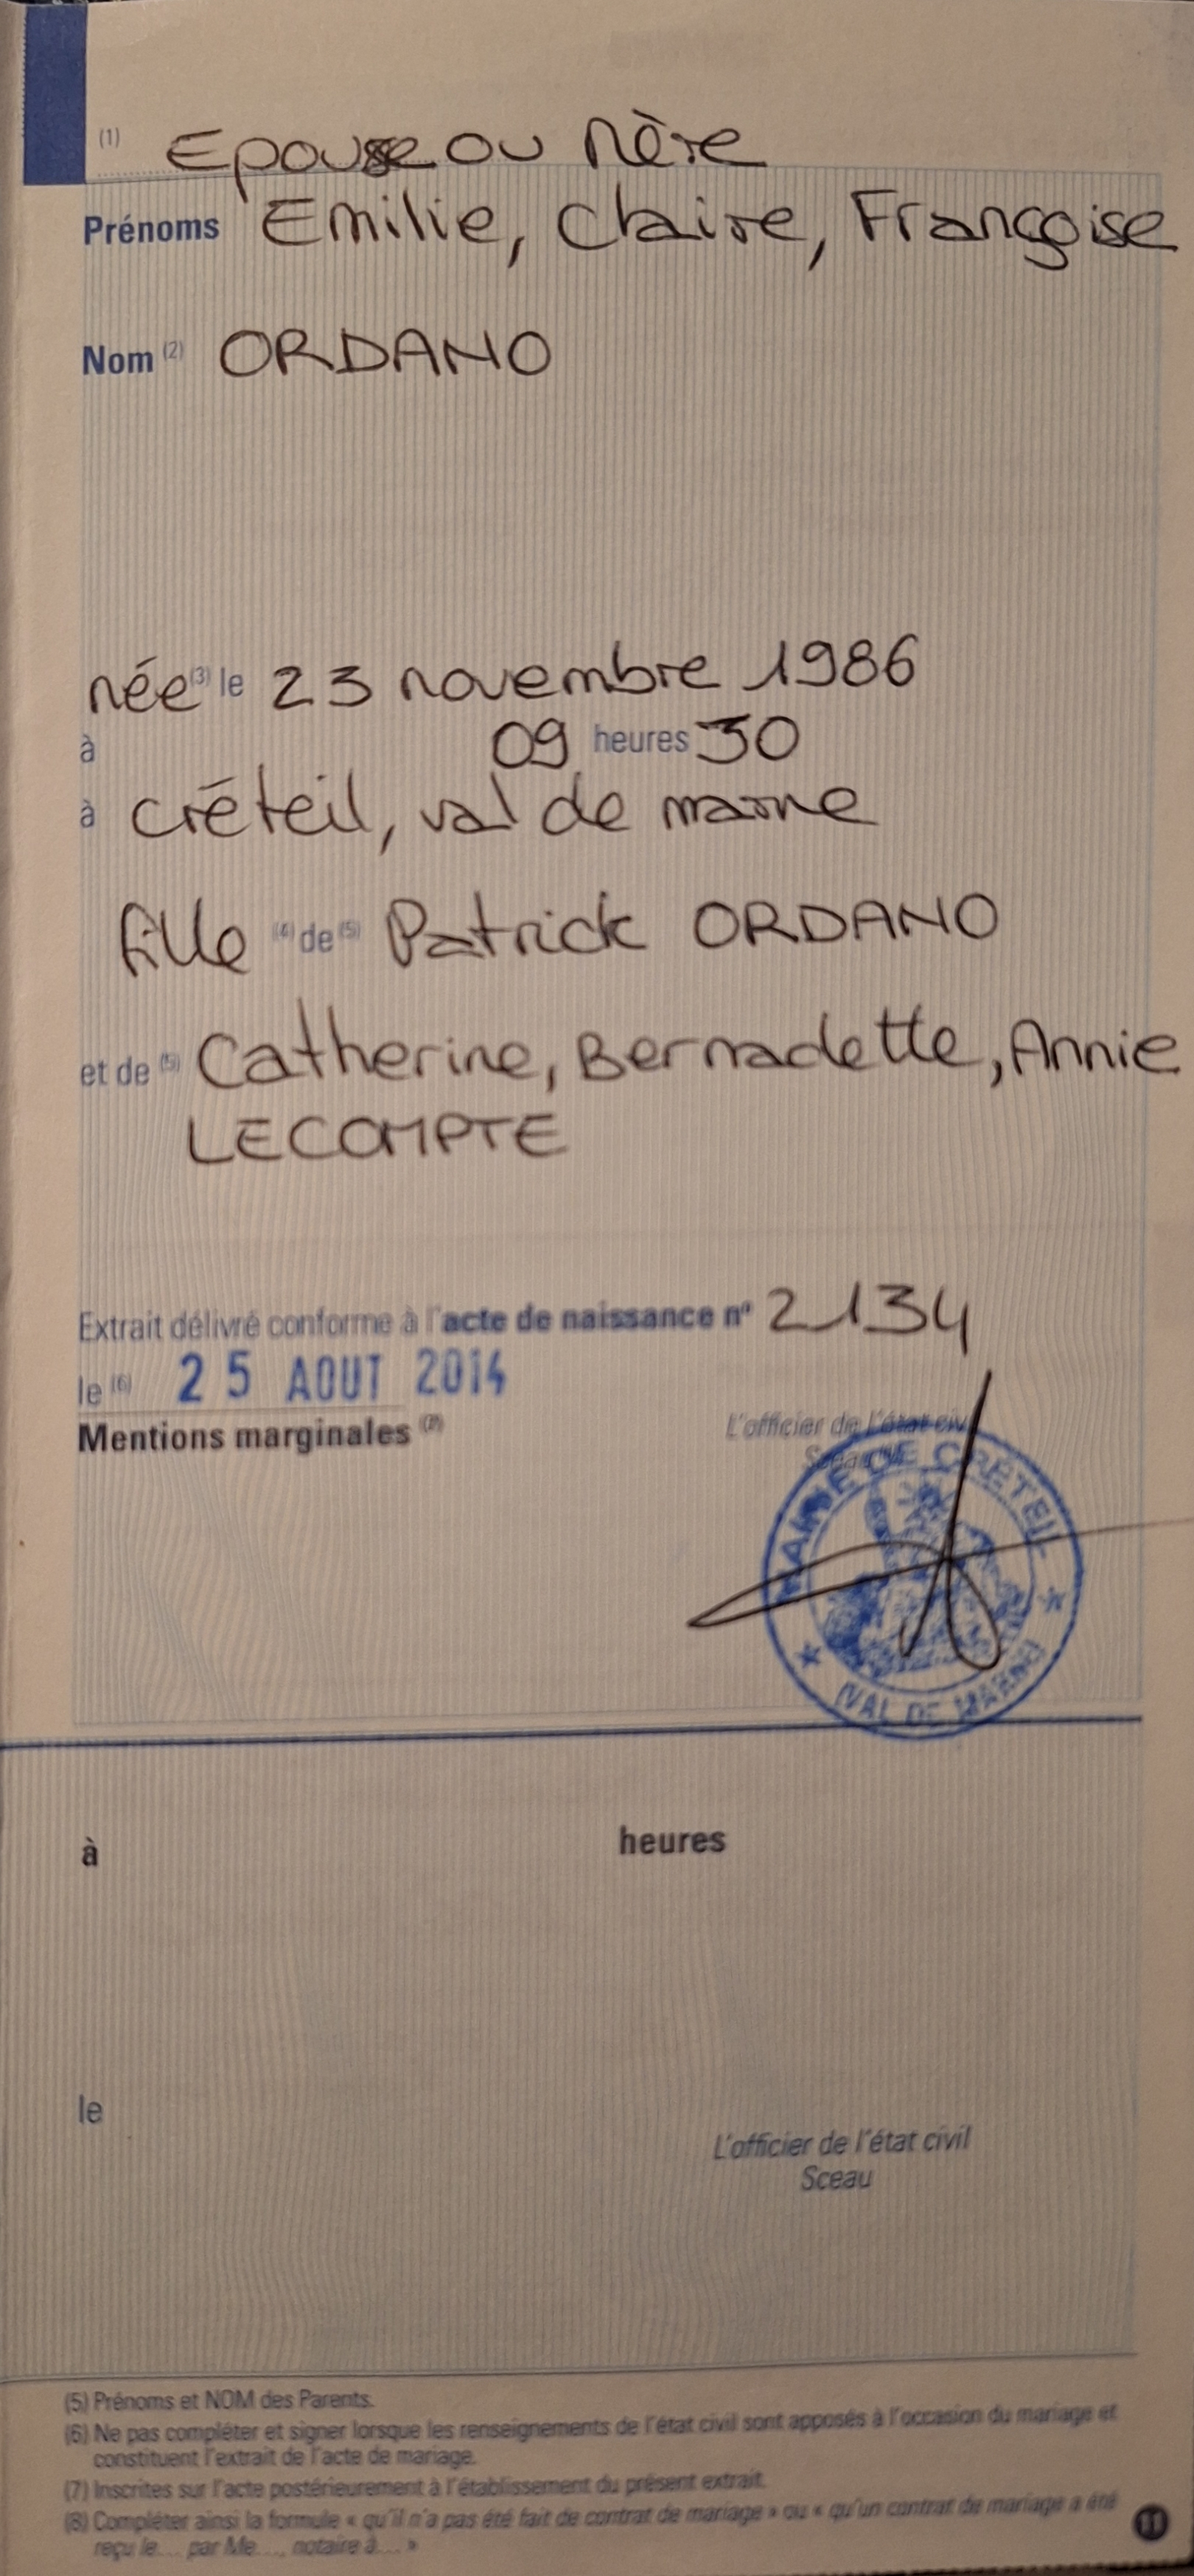 (1) Epouse ou Mère
Prénoms Emilie, Claire, Françoise
Nom (2) ORDANO
née (3) le 23 novembre 1986
à 09 heures 30
à créteil, val de marne
fille (4) de (5) Patrick ORDANO
et de (5) Catherine, Bernadette, Annie
LECOMPTE
Extrait délivré conforme à l'acte de naissance n° 2134
le (6) 25 AOUT 2014
Mentions marginales (7)
L'officier de l'état civil
Sceau
MAIRIE DE CRÉTEIL
(VAL DE MARNE)
à heures
le
L'officier de l'état civil
Sceau
(5) Prénoms et NOM des Parents.
(6) Ne pas compléter et signer lorsque les renseignements de l'état civil sont apposés à l'occasion du mariage et
constituent l'extrait de l'acte de mariage.
(7) Inscrites sur l'acte postérieurement à l'établissement du présent extrait.
(8) Compléter ainsi la formule « qu'il n'a pas été fait de contrat de mariage » ou « qu'un contrat de mariage a été
reçu le.... par Me...., notaire à.... »
11